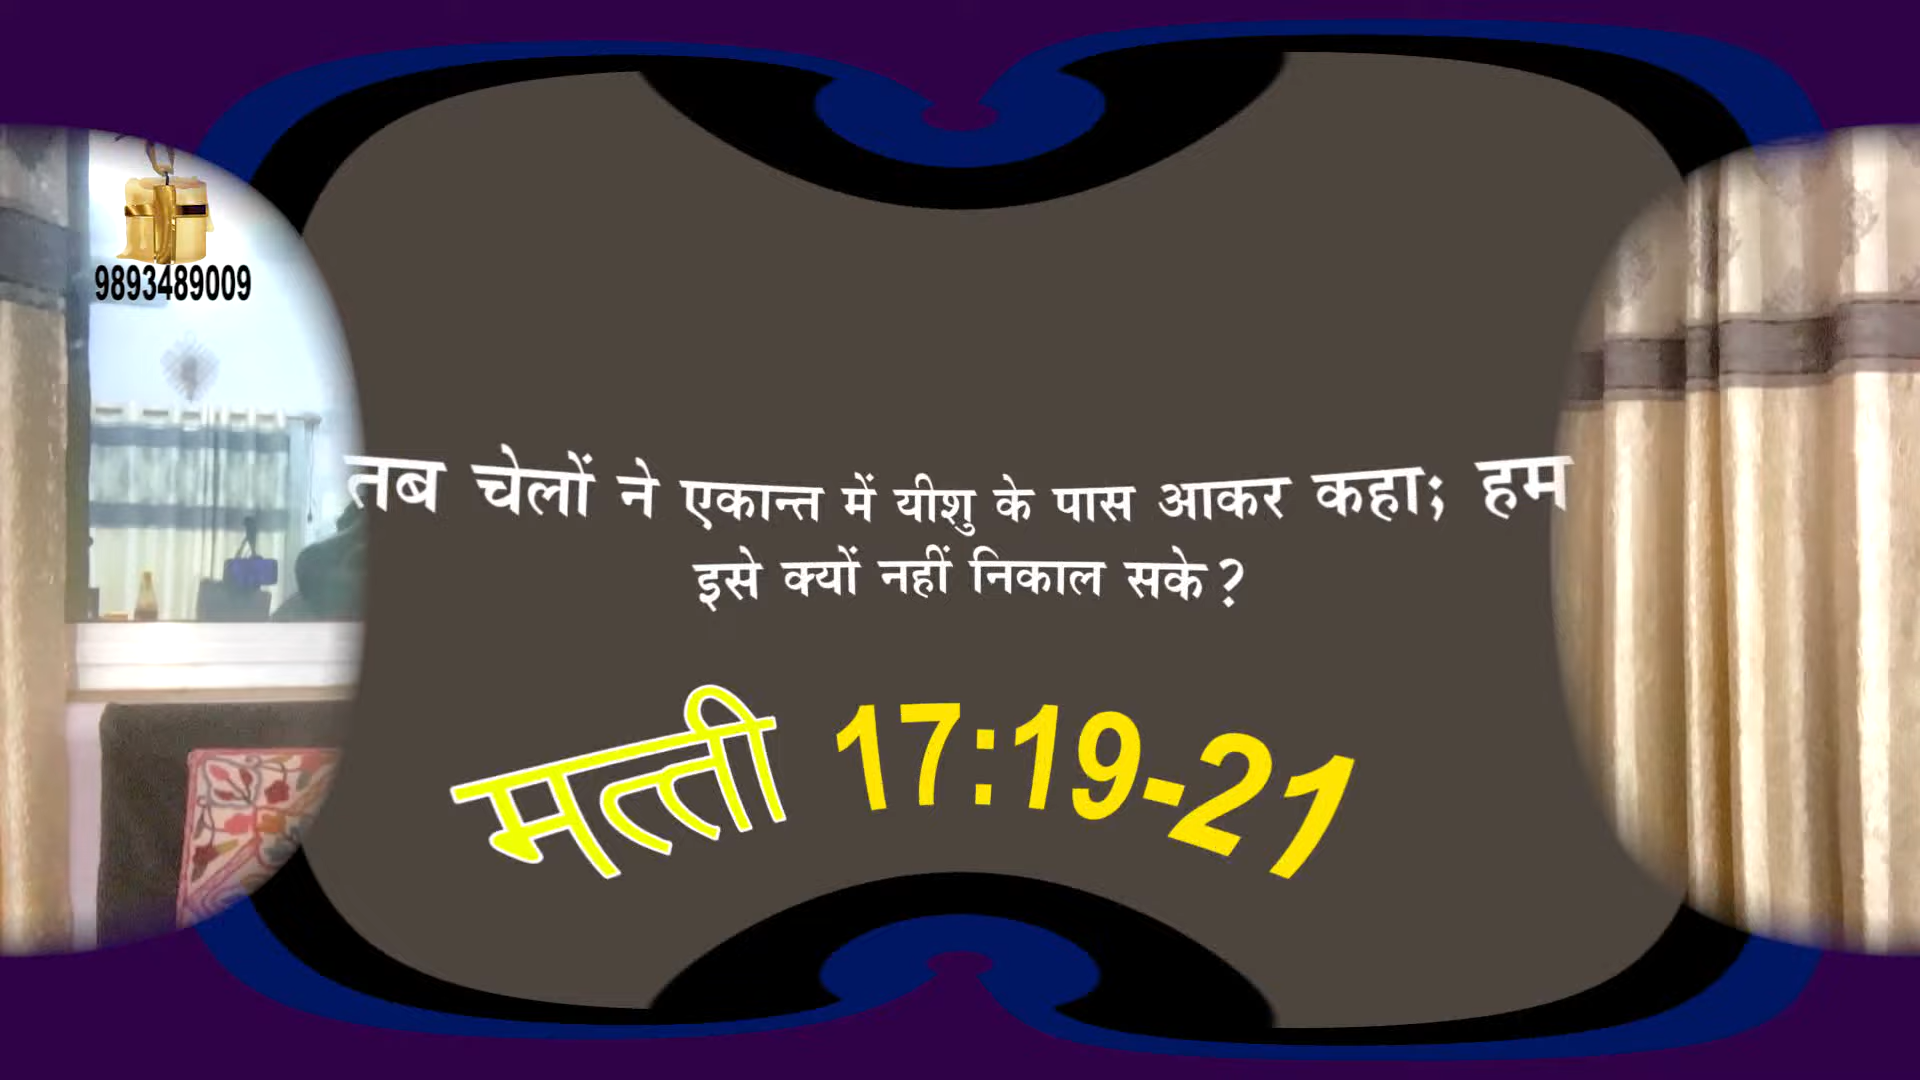 9893489009
तब चेलों ने एकान्त में यीशु के पास आकर कहा; हम
इसे क्यों नहीं निकाल सके?
मत्ती 17:19-21